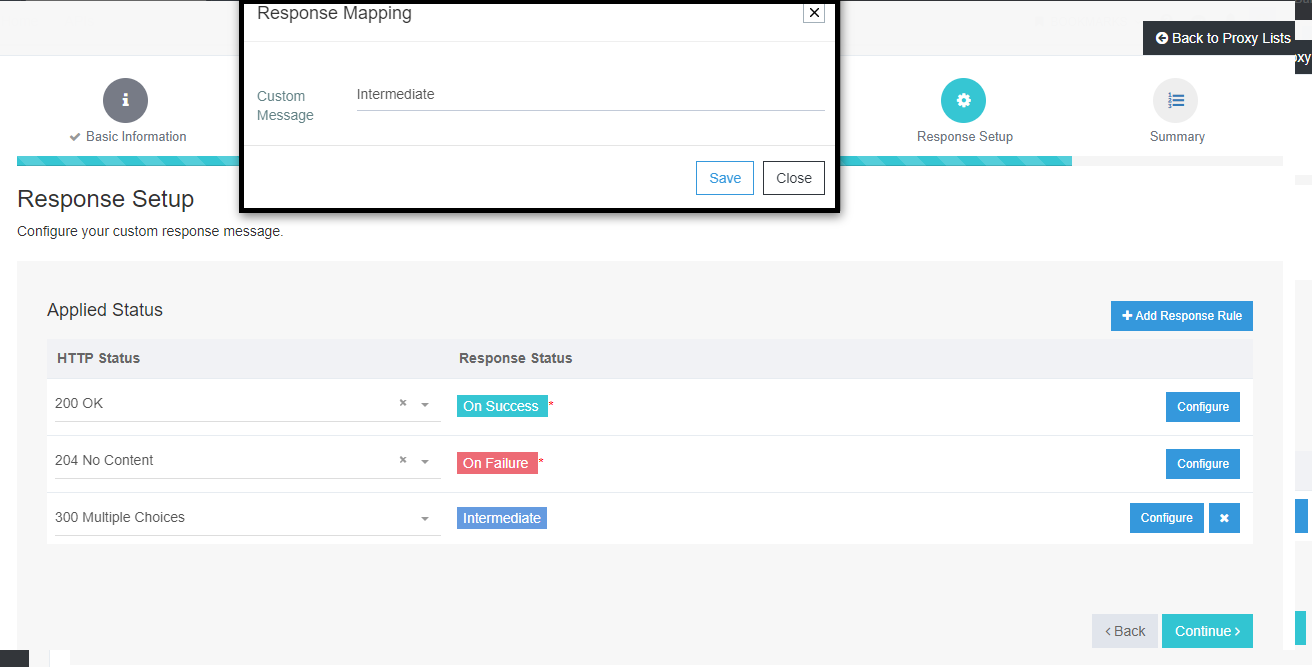 Response Mapping
Back to Proxy Lists
xy
Custom
Message
Intermediate
Basic Information
Response Setup
Summary
Save
Close
Response Setup
Configure your custom response message.
Applied Status
Add Response Rule
HTTP Status
Response Status
200 OK
×
On Success *
Configure
204 No Content
×
On Failure *
Configure
300 Multiple Choices
Intermediate
Configure
Back
Continue